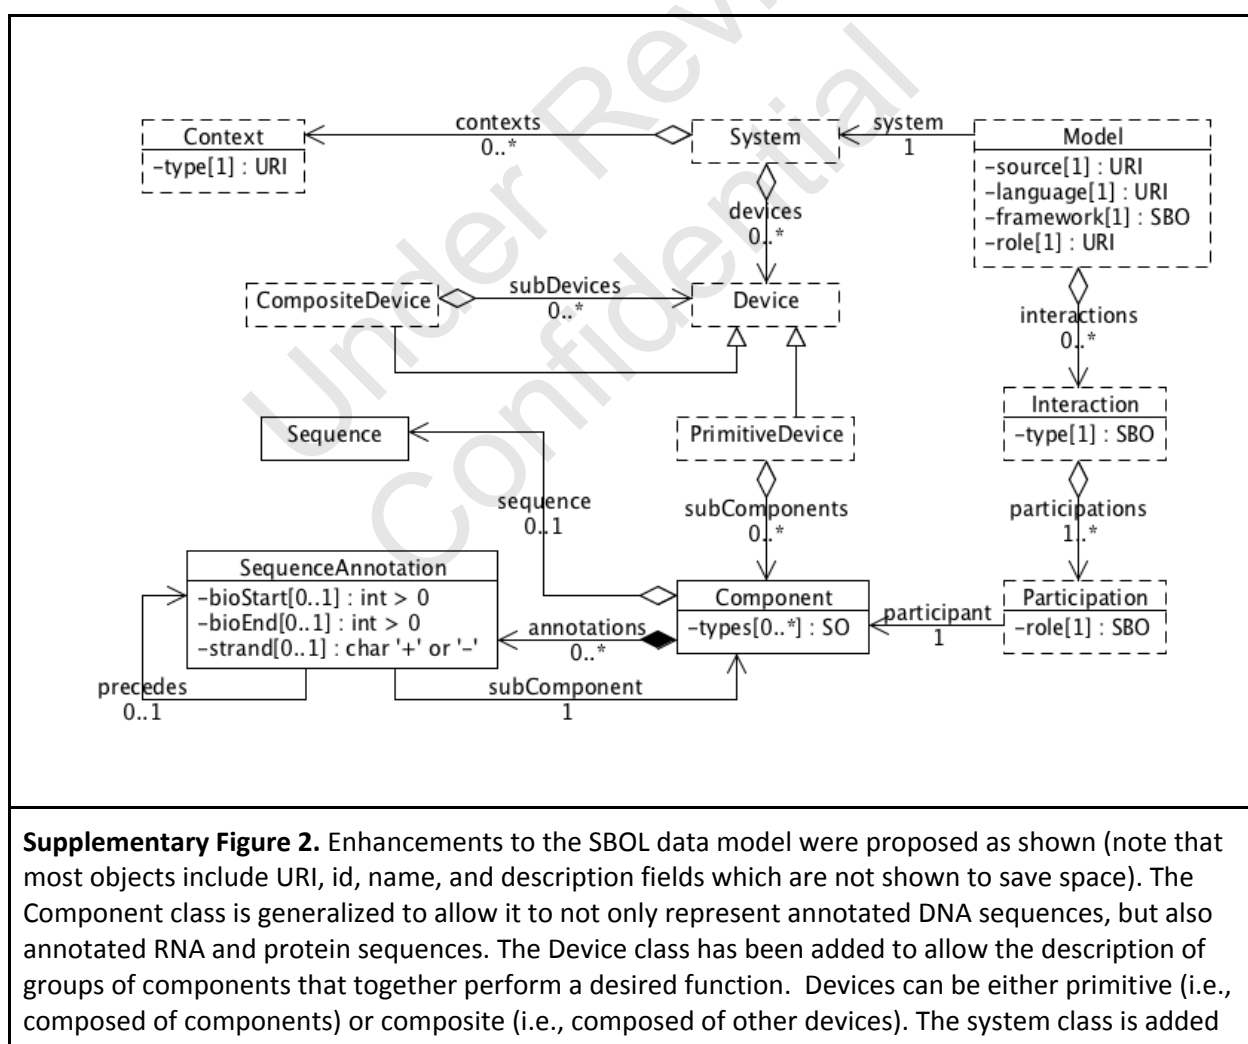 Under Revi
Confidential
contexts
0..*
system
1
Context
−type[1] : URI
System
Model
−source[1] : URI
−language[1] : URI
−framework[1] : SBO
−role[1] : URI
devices
0..*
CompositeDevice
subDevices
0..*
Device
interactions
0..*
Interaction
−type[1] : SBO
Sequence
PrimitiveDevice
sequence
0..1
subComponents
0..*
participations
1..*
SequenceAnnotation
−bioStart[0..1] : int > 0
−bioEnd[0..1] : int > 0
−strand[0..1] : char '+' or '−'
annotations
0..*
Component
−types[0..*] : SO
participant
1
Participation
−role[1] : SBO
precedes
0..1
subComponent
1
Supplementary Figure 2. Enhancements to the SBOL data model were proposed as shown (note that
most objects include URI, id, name, and description fields which are not shown to save space). The
Component class is generalized to allow it to not only represent annotated DNA sequences, but also
annotated RNA and protein sequences. The Device class has been added to allow the description of
groups of components that together perform a desired function.  Devices can be either primitive (i.e.,
composed of components) or composite (i.e., composed of other devices). The system class is added